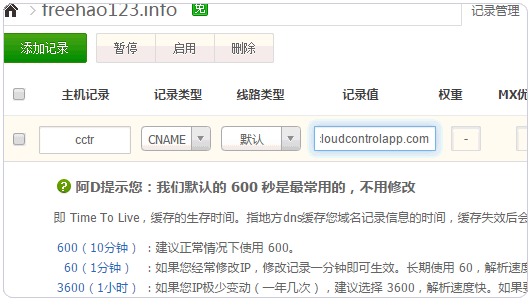 freehao123.info 免 记录管理
添加记录 暂停 启用 删除
主机记录 记录类型 线路类型 记录值 权重 MX优
cctr CNAME 默认 loudcontrolapp.com -
? 阿D提示您：我们默认的 600 秒是最常用的，不用修改
即 Time To Live，缓存的生存时间。指地方dns缓存您域名记录信息的时间，缓存失效后会
600（10分钟） ：建议正常情况下使用 600。
60（1分钟） ：如果您经常修改IP，修改记录一分钟即可生效。长期使用 60，解析速度
3600（1小时）：如果您IP极少变动（一年几次），建议选择 3600，解析速度快。如果要